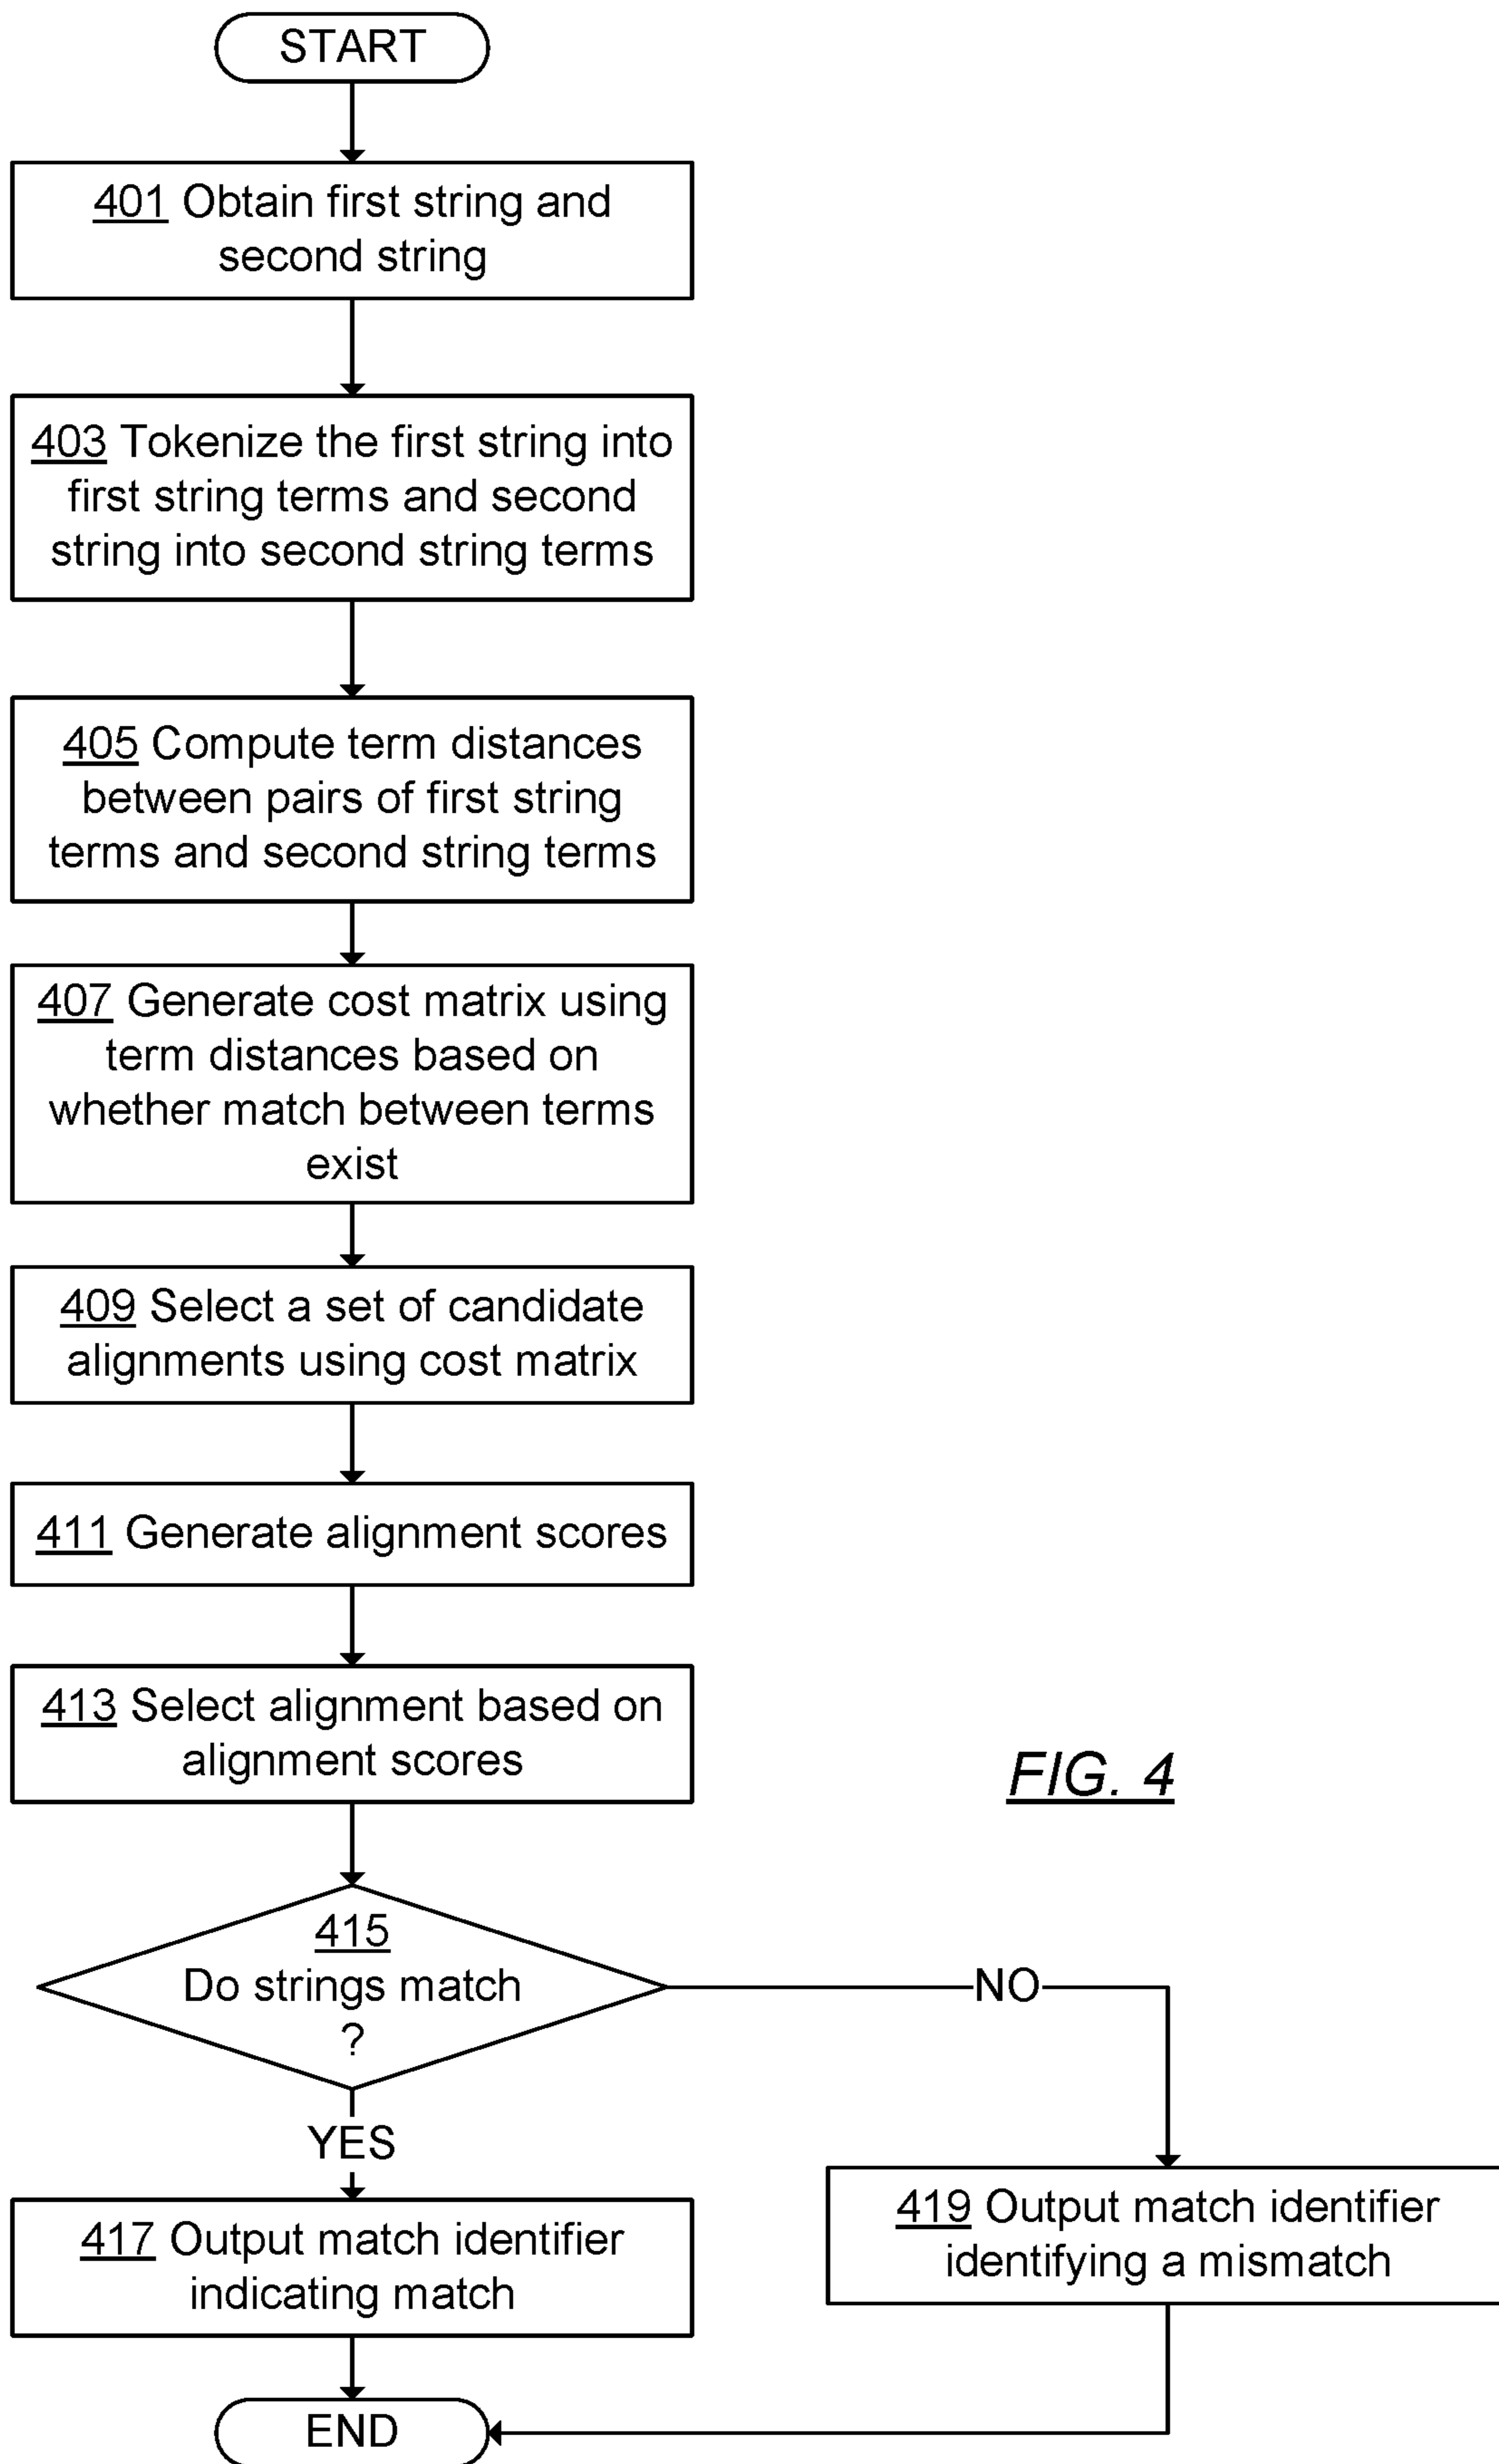 START
401 Obtain first string and
second string
403 Tokenize the first string into
first string terms and second
string into second string terms
405 Compute term distances
between pairs of first string
terms and second string terms
407 Generate cost matrix using
term distances based on
whether match between terms
exist
409 Select a set of candidate
alignments using cost matrix
411 Generate alignment scores
413 Select alignment based on
alignment scores
FIG. 4
415
Do strings match
?
NO
YES
417 Output match identifier
indicating match
419 Output match identifier
identifying a mismatch
END